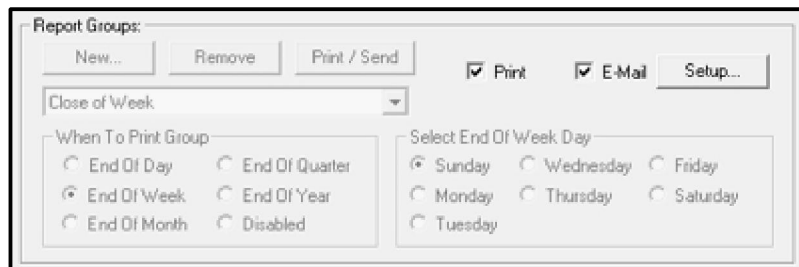 Report Groups:
New... Remove Print / Send Print E-Mail Setup...
Close of Week
When To Print Group Select End Of Week Day
End Of Day End Of Quarter Sunday Wednesday Friday
End Of Week End Of Year Monday Thursday Saturday
End Of Month Disabled Tuesday